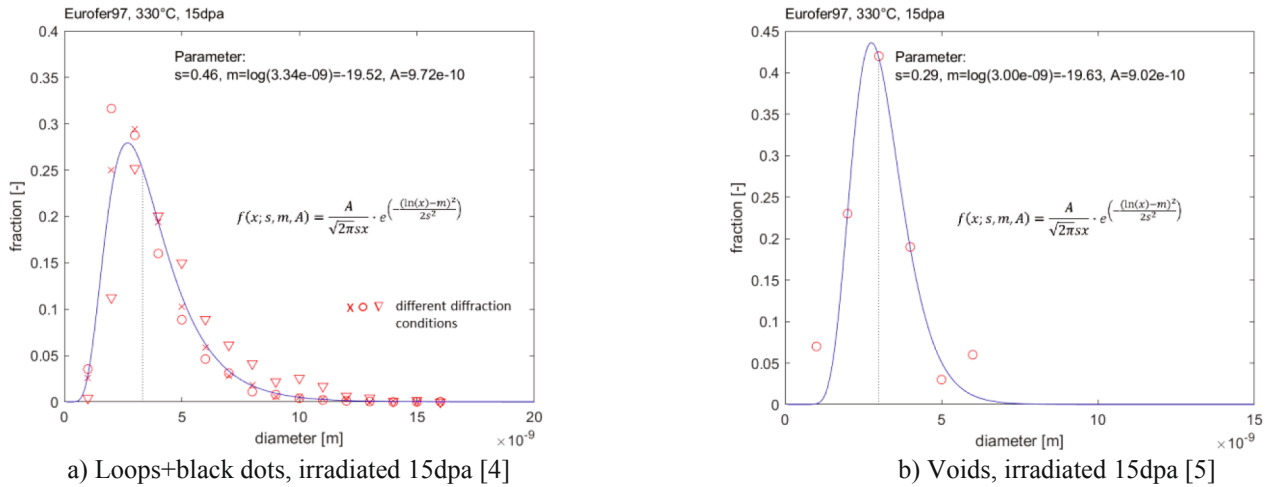 Eurofer97, 330°C, 15dpa
Parameter:
s=0.46, m=log(3.34e-09)=-19.52, A=9.72e-10
0.4
0.35
0.3
0.25
0.2
0.15
0.1
0.05
0
fraction [-]
f(x; s, m, A) = A/(√2π sx) · e^(−(ln(x)−m)²/2s²)
x ○ ▽ different diffraction
conditions
0 5 10 15 20
diameter [m]
×10⁻⁹
a) Loops+black dots, irradiated 15dpa [4]
Eurofer97, 330°C, 15dpa
Parameter:
s=0.29, m=log(3.00e-09)=-19.63, A=9.02e-10
0.45
0.4
0.35
0.3
0.25
0.2
0.15
0.1
0.05
0
fraction [-]
f(x; s, m, A) = A/(√2π sx) · e^(−(ln(x)−m)²/2s²)
0 5 10 15
diameter [m]
×10⁻⁹
b) Voids, irradiated 15dpa [5]